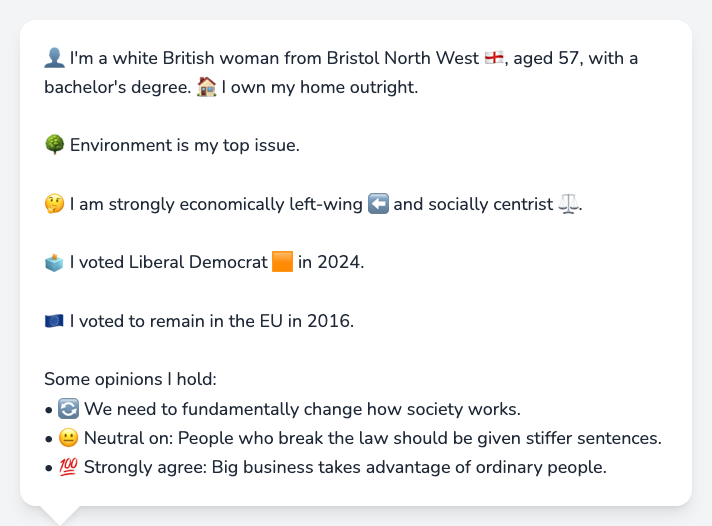 👤 I'm a white British woman from Bristol North West 🏴󠁧󠁢󠁥󠁮󠁧󠁿, aged 57, with a
bachelor's degree. 🏠 I own my home outright.
🌳 Environment is my top issue.
🤔 I am strongly economically left-wing ⬅️ and socially centrist ⚖️.
🗳️ I voted Liberal Democrat 🟧 in 2024.
🇪🇺 I voted to remain in the EU in 2016.
Some opinions I hold:
• 🔄 We need to fundamentally change how society works.
• 😐 Neutral on: People who break the law should be given stiffer sentences.
• 💯 Strongly agree: Big business takes advantage of ordinary people.